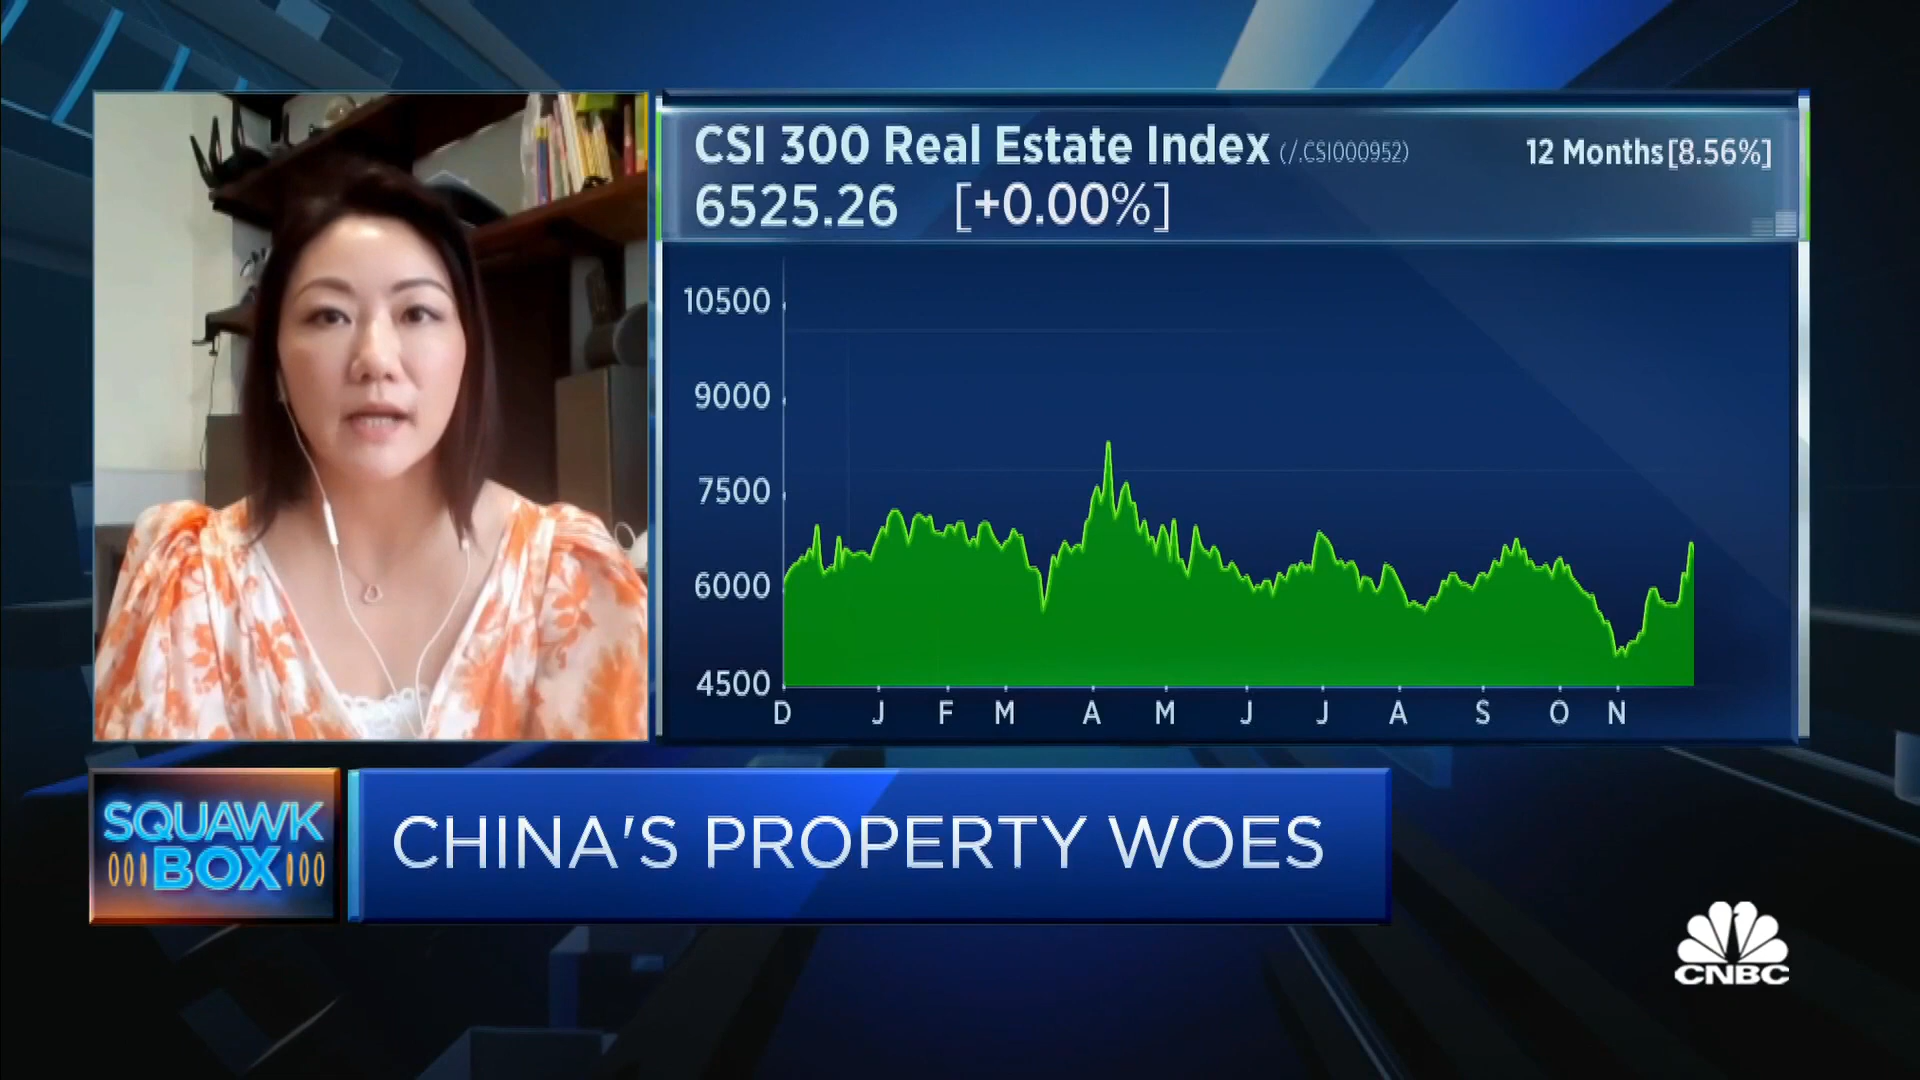 CSI 300 Real Estate Index (/.CSI000952) 12 Months[8.56%]
6525.26 [+0.00%]
10500
9000
7500
6000
4500
D J F M A M J J A S O N
SQUAWK
BOX
CHINA'S PROPERTY WOES
CNBC